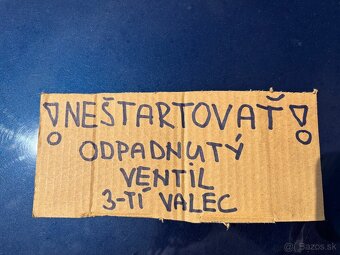 !NEŠTARTOVAŤ!
ODPADNUTÝ
VENTIL
3-TÍ VALEC
Bazos.sk